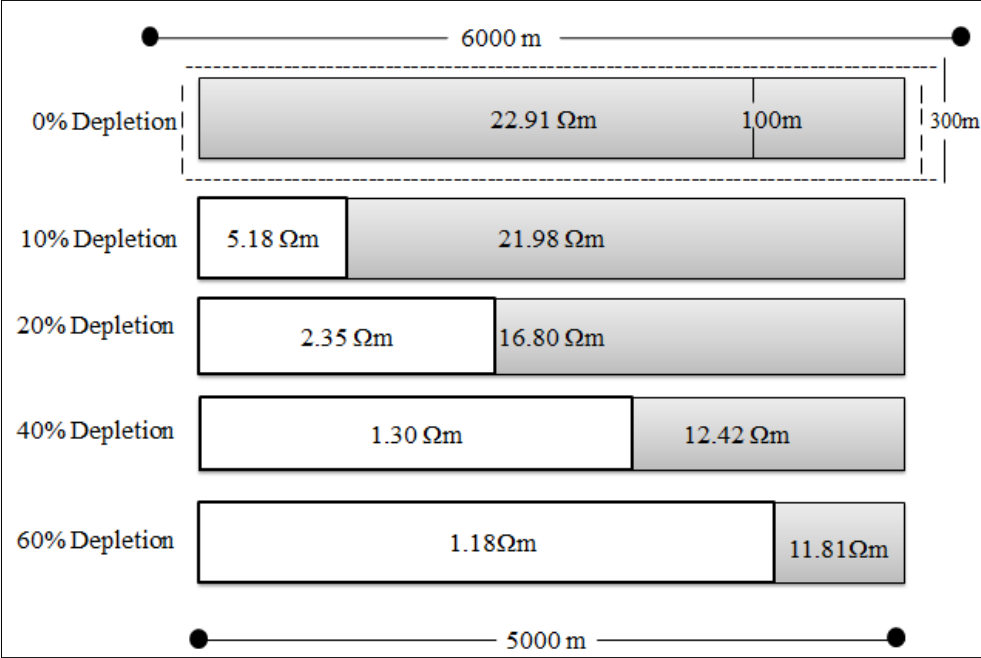 6000 m
0% Depletion
22.91 Ωm
100m
300m
10% Depletion
5.18 Ωm
21.98 Ωm
20% Depletion
2.35 Ωm
16.80 Ωm
40% Depletion
1.30 Ωm
12.42 Ωm
60% Depletion
1.18Ωm
11.81Ωm
5000 m